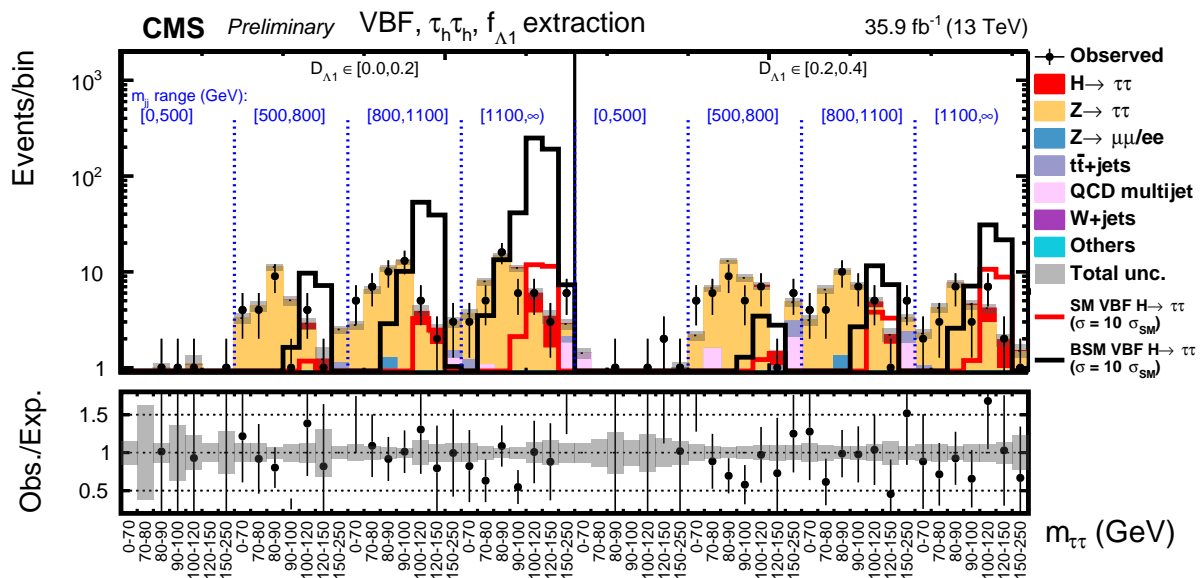 CMS Preliminary VBF, τhτh, fΛ1 extraction 35.9 fb⁻¹ (13 TeV)
Events/bin
10³
10²
10
1
DΛ1 ∈ [0.0,0.2] DΛ1 ∈ [0.2,0.4]
mjj range (GeV):
[0,500] [500,800] [800,1100] [1100,∞) [0,500] [500,800] [800,1100] [1100,∞)
Observed
H→ ττ
Z→ ττ
Z→ μμ/ee
tt̄+jets
QCD multijet
W+jets
Others
Total unc.
SM VBF H→ ττ
(σ = 10 σSM)
BSM VBF H→ ττ
(σ = 10 σSM)
Obs./Exp.
1.5
1
0.5
0-70 70-80 80-90 90-100 100-120 120-150 150-250 0-70 70-80 80-90 90-100 100-120 120-150 150-250 0-70 70-80 80-90 90-100 100-120 120-150 150-250 0-70 70-80 80-90 90-100 100-120 120-150 150-250 0-70 70-80 80-90 90-100 100-120 120-150 150-250 0-70 70-80 80-90 90-100 100-120 120-150 150-250 0-70 70-80 80-90 90-100 100-120 120-150 150-250 0-70 70-80 80-90 90-100 100-120 120-150 150-250
mττ (GeV)